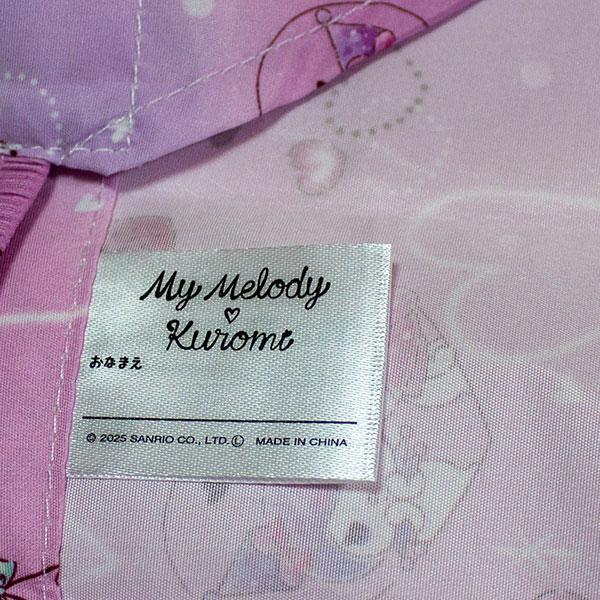 My Melody
♡
Kuromi
おなまえ
© 2025 SANRIO CO., LTD. Ⓛ MADE IN CHINA